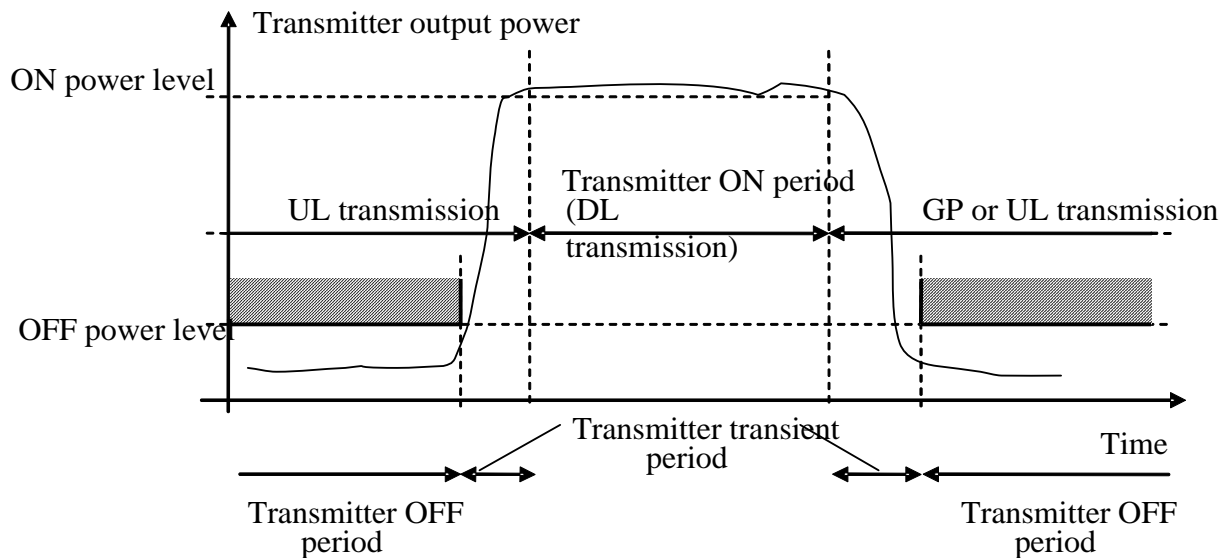 Transmitter output power
ON power level
UL transmission
Transmitter ON period
(DL
transmission)
GP or UL transmission
OFF power level
Transmitter transient
period
Time
Transmitter OFF
period
Transmitter OFF
period